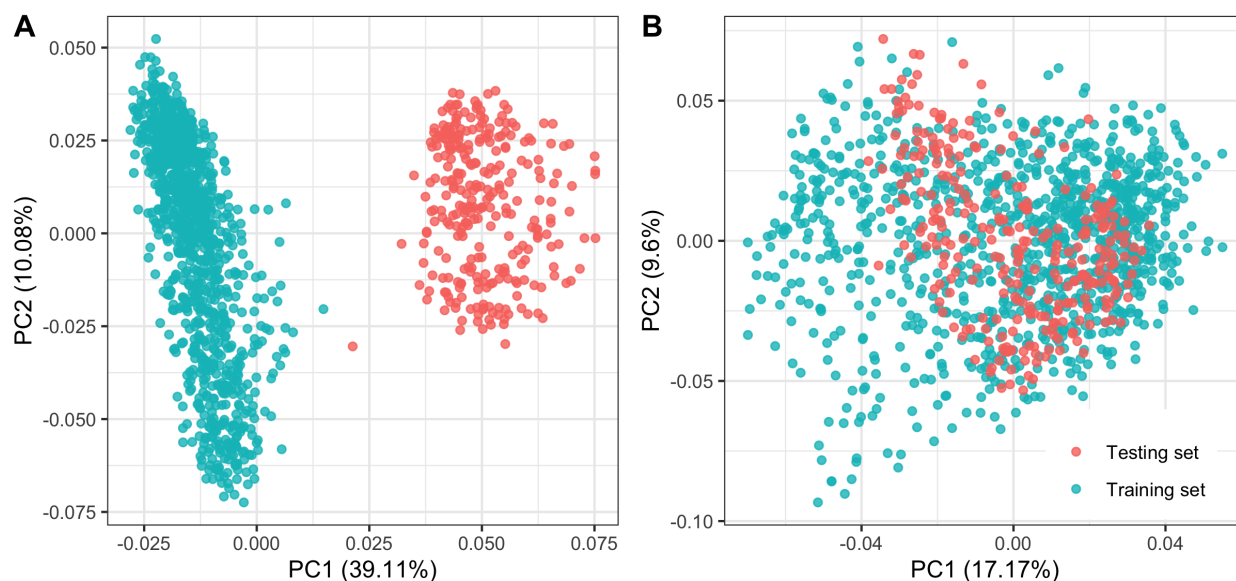 A
0.050
0.025
0.000
-0.025
-0.050
-0.075
PC2 (10.08%)
-0.025 0.000 0.025 0.050 0.075
PC1 (39.11%)
B
0.05
0.00
-0.05
-0.10
PC2 (9.6%)
Testing set
Training set
-0.04 0.00 0.04
PC1 (17.17%)